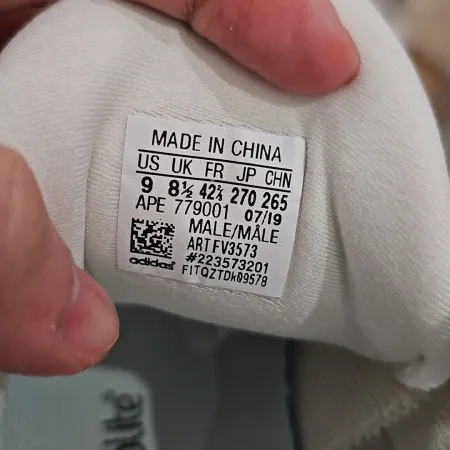 MADE IN CHINA
US UK FR JP CHN
9 8½ 42⅔ 270 265
APE 779001 07/19
MALE/MÂLE
ART FV3573
#223573201
adidas FITQZTDK09578